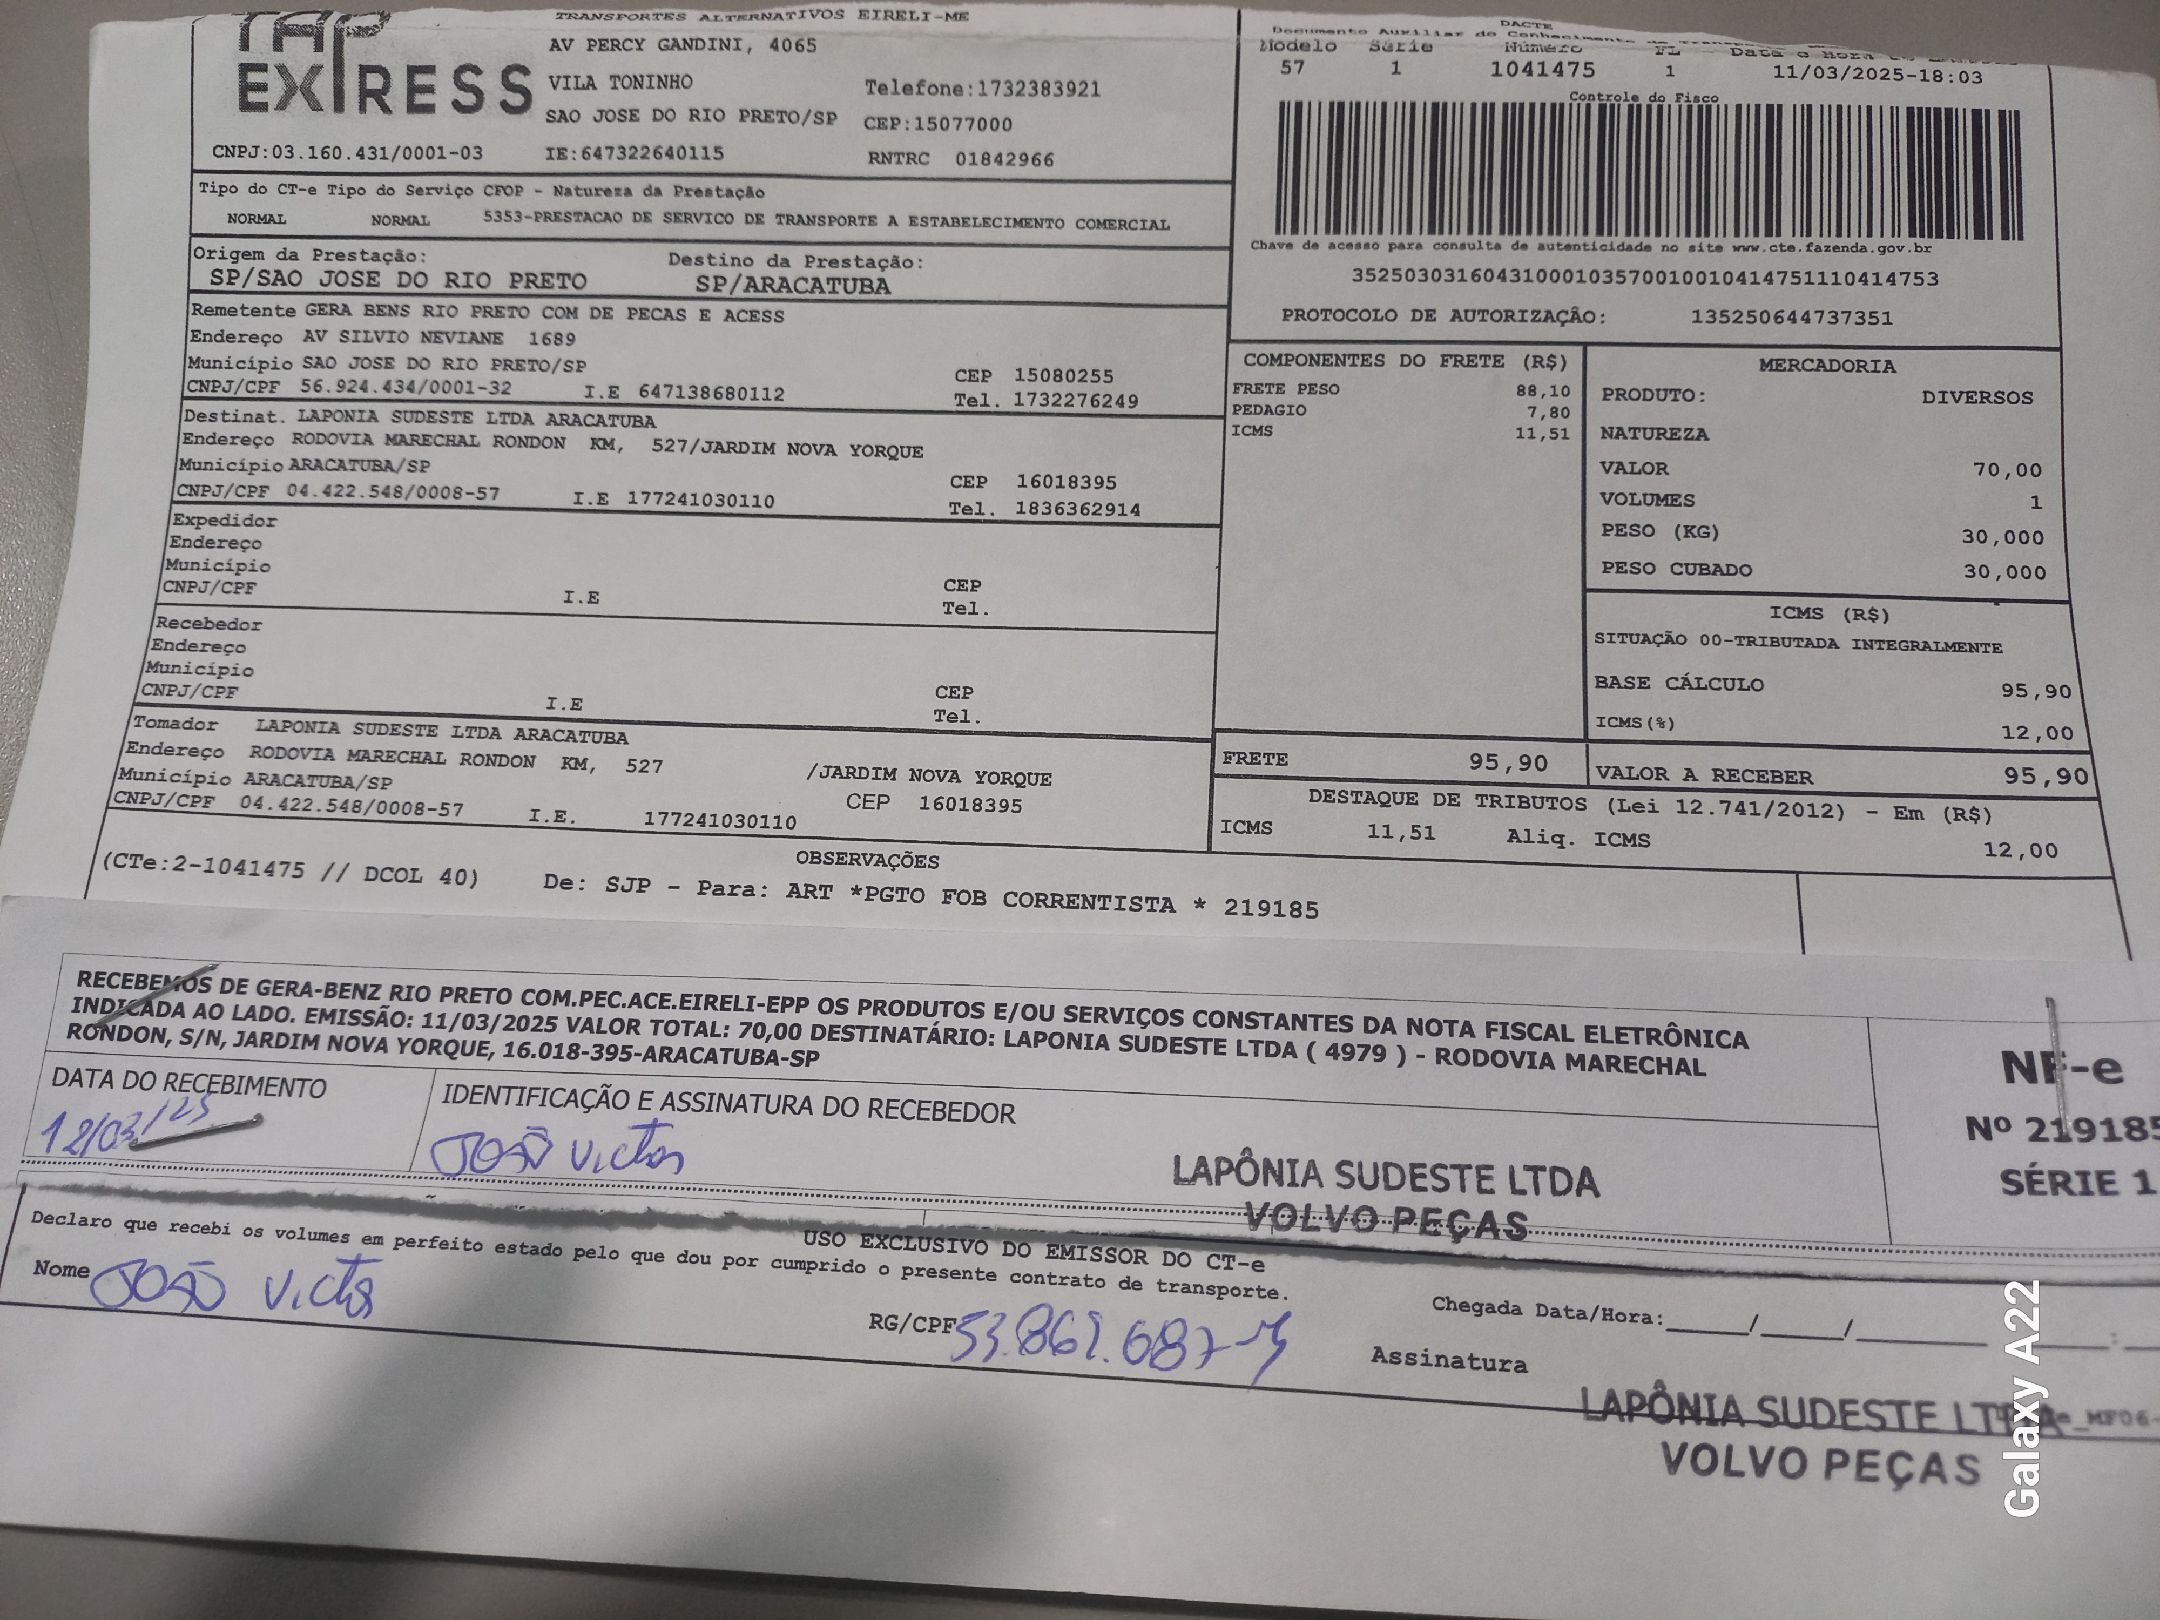 TAP
EXPRESS
TRANSPORTES ALTERNATIVOS EIRELI-ME
AV PERCY GANDINI, 4065
VILA TONINHO Telefone:1732383921
SAO JOSE DO RIO PRETO/SP CEP:15077000
CNPJ:03.160.431/0001-03 IE:647322640115 RNTRC 01842966
Tipo do CT-e Tipo do Serviço CFOP - Natureza da Prestação
NORMAL NORMAL 5353-PRESTACAO DE SERVICO DE TRANSPORTE A ESTABELECIMENTO COMERCIAL
Origem da Prestação: Destino da Prestação:
SP/SAO JOSE DO RIO PRETO SP/ARACATUBA
Remetente GERA BENS RIO PRETO COM DE PECAS E ACESS
Endereço AV SILVIO NEVIANE 1689
Município SAO JOSE DO RIO PRETO/SP CEP 15080255
CNPJ/CPF 56.924.434/0001-32 I.E 647138680112 Tel. 1732276249
Destinat. LAPONIA SUDESTE LTDA ARACATUBA
Endereço RODOVIA MARECHAL RONDON KM, 527/JARDIM NOVA YORQUE
Município ARACATUBA/SP CEP 16018395
CNPJ/CPF 04.422.548/0008-57 I.E 177241030110 Tel. 1836362914
Expedidor
Endereço
Município CEP
CNPJ/CPF I.E Tel.
Recebedor
Endereço
Município CEP
CNPJ/CPF I.E Tel.
Tomador LAPONIA SUDESTE LTDA ARACATUBA
Endereço RODOVIA MARECHAL RONDON KM, 527 /JARDIM NOVA YORQUE
Município ARACATUBA/SP CEP 16018395
CNPJ/CPF 04.422.548/0008-57 I.E. 177241030110
DACTE
Documento Auxiliar do Conhecimento de
Modelo Série Número FL Data e Hora
57 1 1041475 1 11/03/2025-18:03
Controle do Fisco
Chave de acesso para consulta de autenticidade no site www.cte.fazenda.gov.br
35250303160431000103570010010414751110414753
PROTOCOLO DE AUTORIZAÇÃO: 135250644737351
COMPONENTES DO FRETE (R$)
FRETE PESO 88,10
PEDAGIO 7,80
ICMS 11,51
MERCADORIA
PRODUTO: DIVERSOS
NATUREZA
VALOR 70,00
VOLUMES 1
PESO (KG) 30,000
PESO CUBADO 30,000
ICMS (R$)
SITUAÇÃO 00-TRIBUTADA INTEGRALMENTE
BASE CÁLCULO 95,90
ICMS(%) 12,00
FRETE 95,90 VALOR A RECEBER 95,90
DESTAQUE DE TRIBUTOS (Lei 12.741/2012) - Em (R$)
ICMS 11,51 Aliq. ICMS 12,00
OBSERVAÇÕES
(CTe:2-1041475 // DCOL 40) De: SJP - Para: ART *PGTO FOB CORRENTISTA * 219185
RECEBEMOS DE GERA-BENZ RIO PRETO COM.PEC.ACE.EIRELI-EPP OS PRODUTOS E/OU SERVIÇOS CONSTANTES DA NOTA FISCAL ELETRÔNICA
INDICADA AO LADO. EMISSÃO: 11/03/2025 VALOR TOTAL: 70,00 DESTINATÁRIO: LAPONIA SUDESTE LTDA ( 4979 ) - RODOVIA MARECHAL
RONDON, S/N, JARDIM NOVA YORQUE, 16.018-395-ARACATUBA-SP
NF-e
Nº 219185
SÉRIE 1
DATA DO RECEBIMENTO IDENTIFICAÇÃO E ASSINATURA DO RECEBEDOR
12/03/25 JOÃO Victor
LAPÔNIA SUDESTE LTDA
VOLVO PEÇAS
USO EXCLUSIVO DO EMISSOR DO CT-e
Declaro que recebi os volumes em perfeito estado pelo que dou por cumprido o presente contrato de transporte.
Nome JOÃO Victor
RG/CPF Chegada Data/Hora:_____/_____/________ :
Assinatura
LAPÔNIA SUDESTE LTDA
VOLVO PEÇAS
Galaxy A22